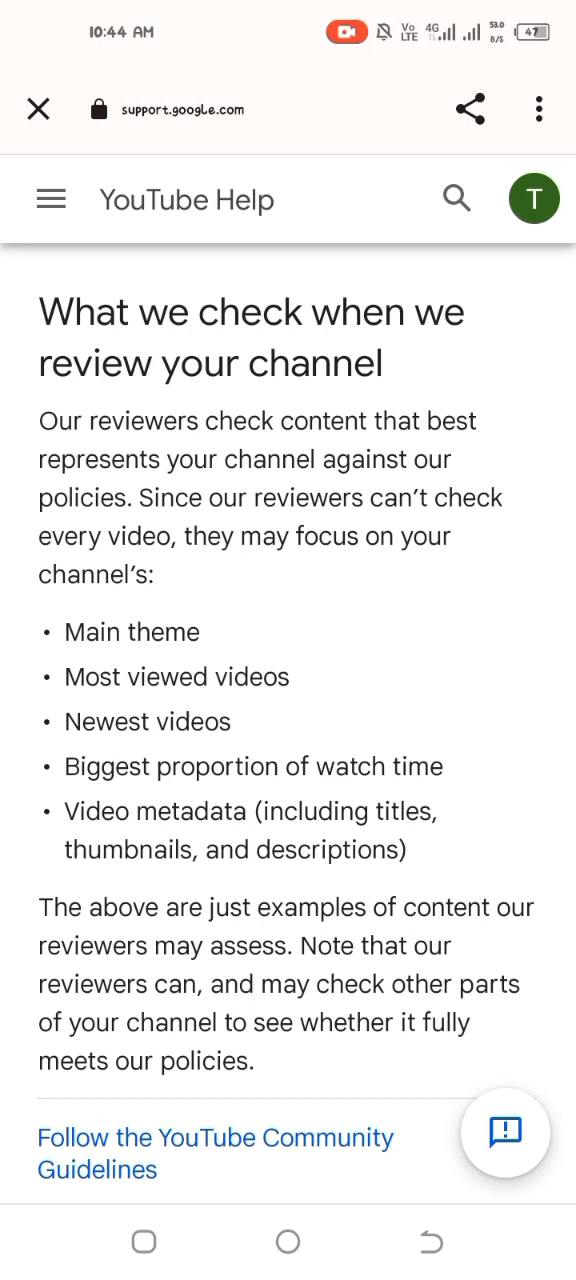 10:44 AM
Vo LTE 4G 53.0 B/S 47
support.google.com
YouTube Help
T
What we check when we
review your channel
Our reviewers check content that best
represents your channel against our
policies. Since our reviewers can’t check
every video, they may focus on your
channel’s:
• Main theme
• Most viewed videos
• Newest videos
• Biggest proportion of watch time
• Video metadata (including titles,
thumbnails, and descriptions)
The above are just examples of content our
reviewers may assess. Note that our
reviewers can, and may check other parts
of your channel to see whether it fully
meets our policies.
Follow the YouTube Community
Guidelines